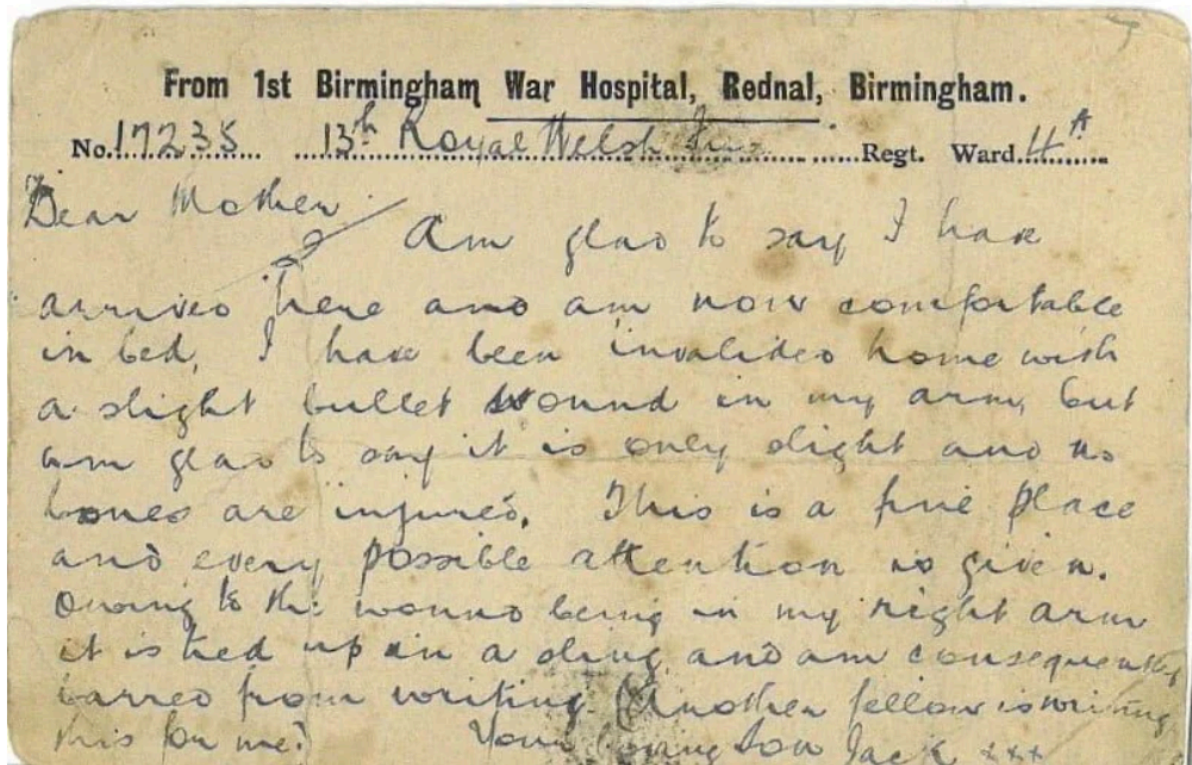 From 1st Birmingham War Hospital, Rednal, Birmingham.
No. 17235 13th Royal Welsh Fus Regt. Ward 4A
Dear Mother
Am glad to say I have
arrived here and am now comfortable
in bed, I have been invalided home with
a slight bullet wound in my arm, but
am glad to say it is only slight and no
bones are injured. This is a fine place
and every possible attention is given.
Owing to the wound being in my right arm
it is tied up in a sling and am consequently
barred from writing. (Another fellow is writing
this for me.) Your loving Son Jack xxx